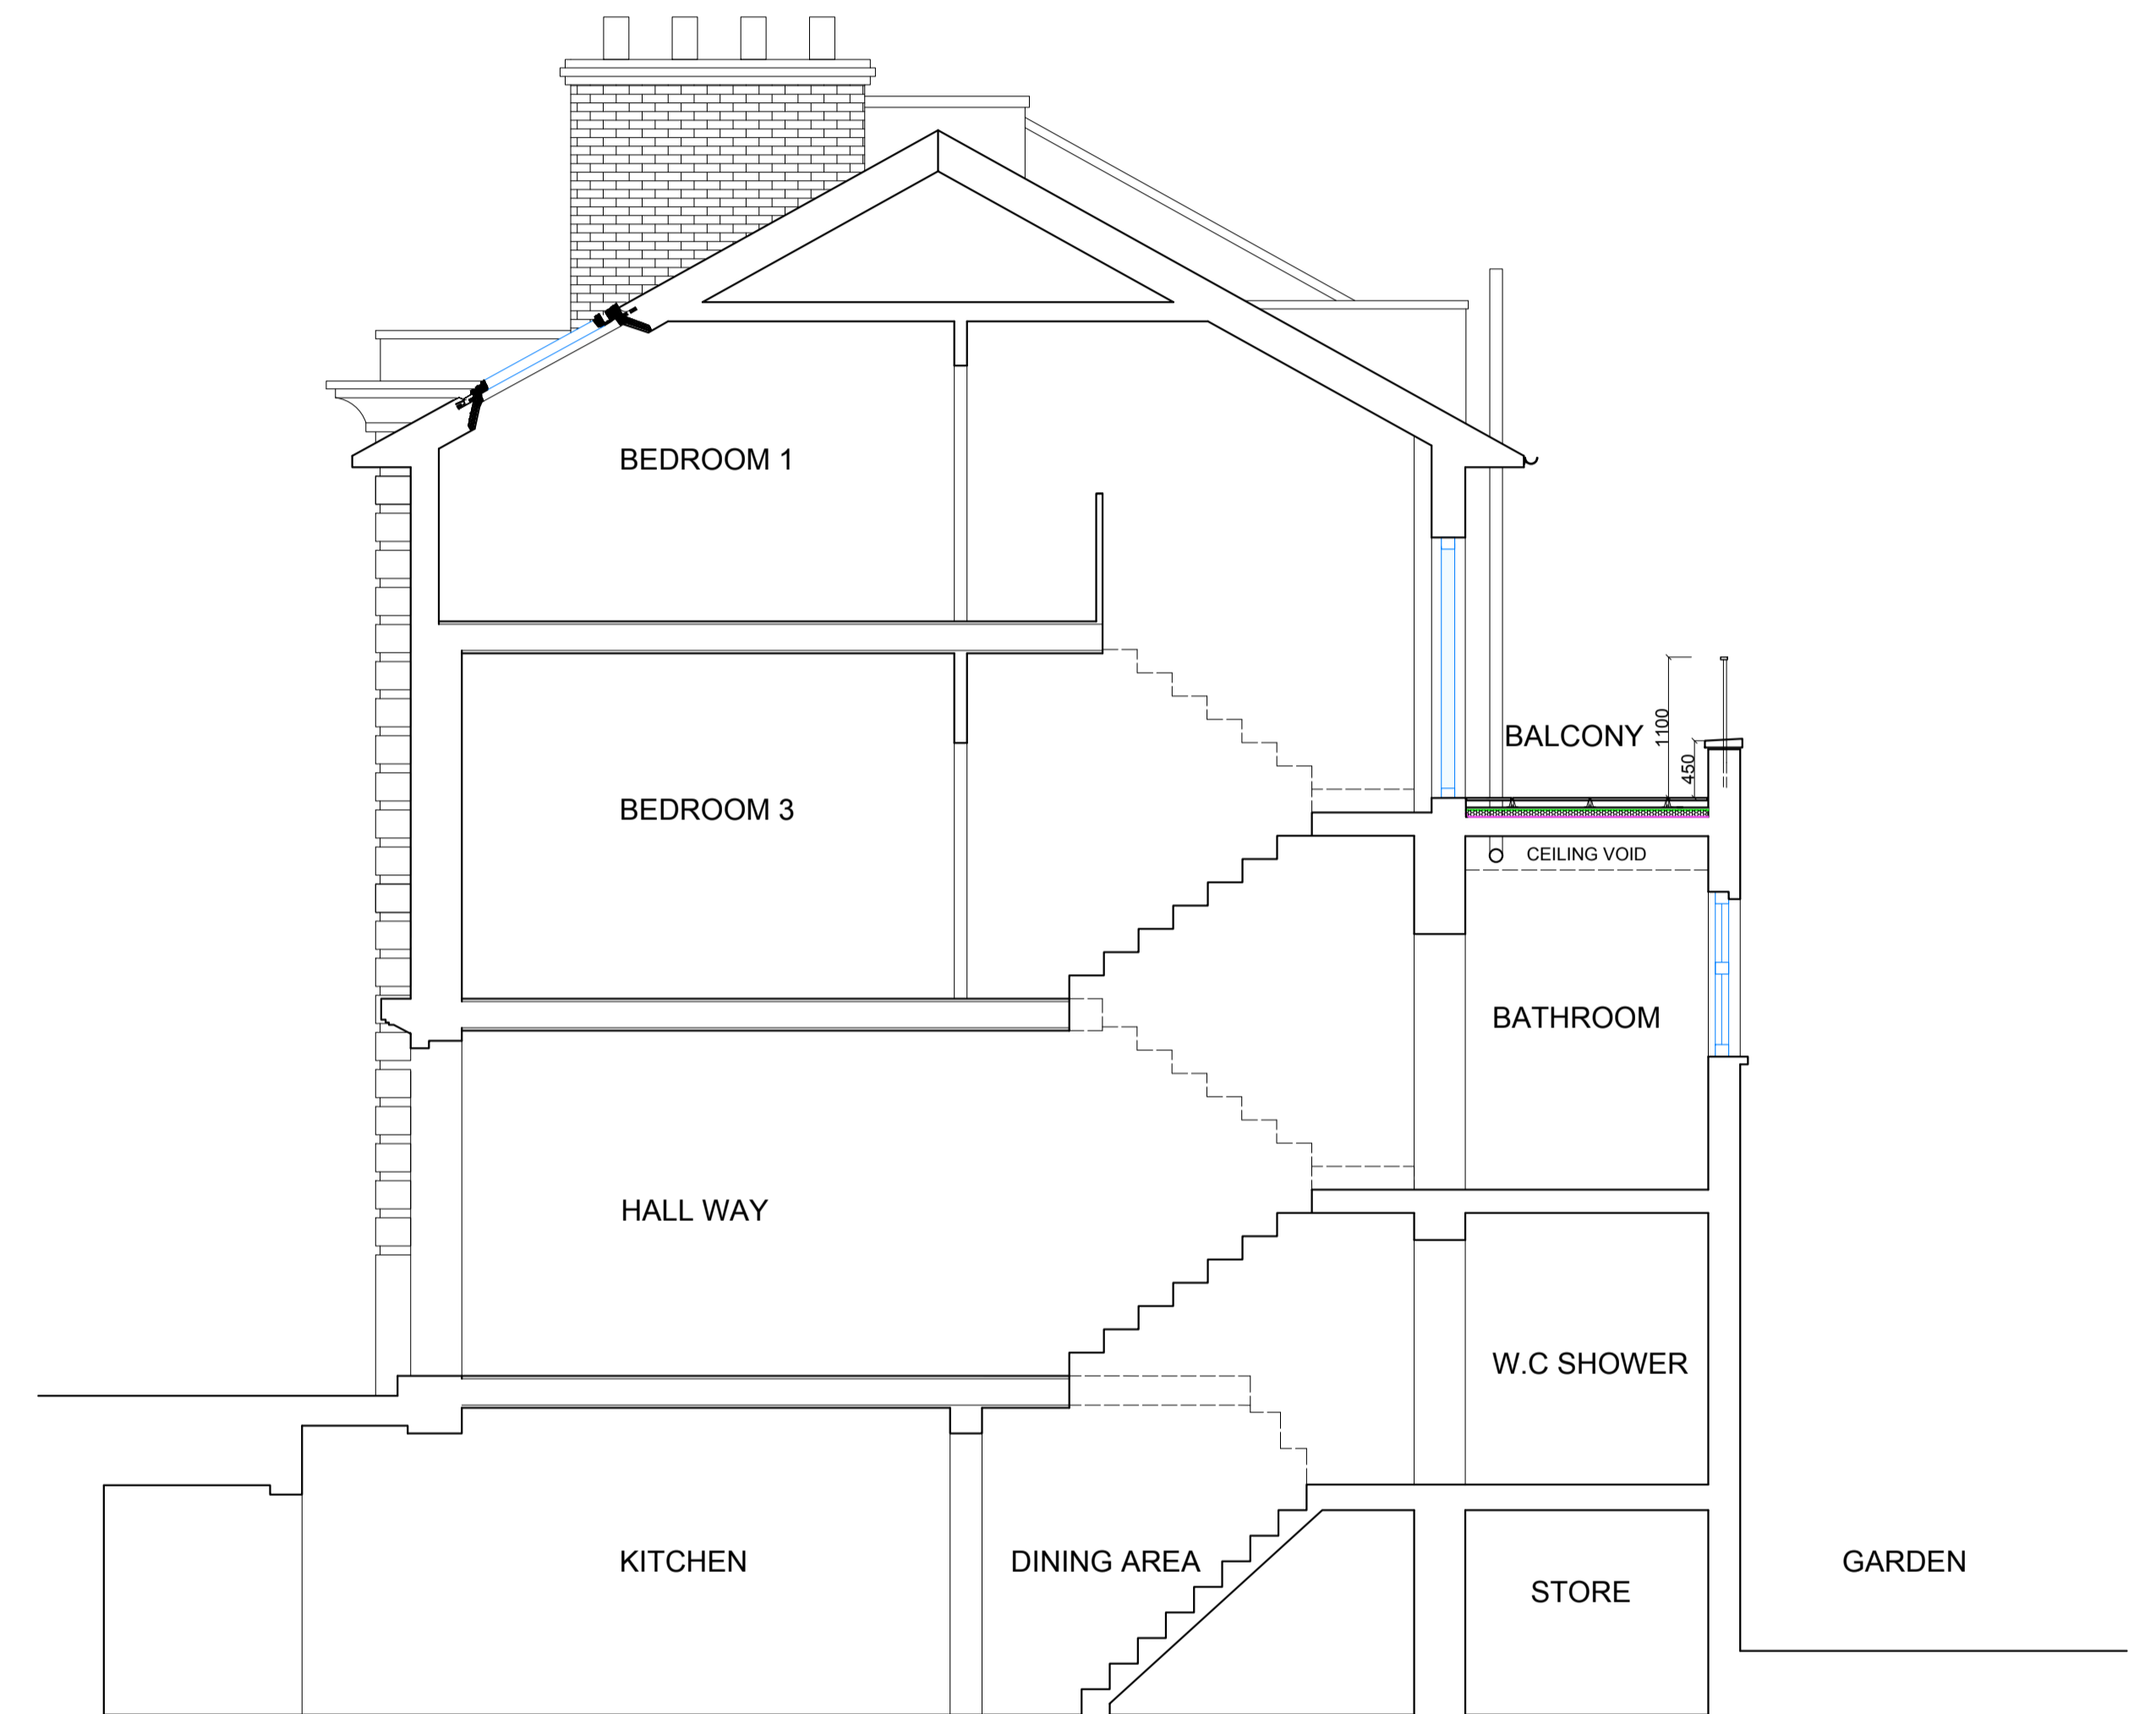 BEDROOM 1
BALCONY
1100
450
BEDROOM 3
CEILING VOID
BATHROOM
HALL WAY
W.C SHOWER
KITCHEN
DINING AREA
GARDEN
STORE